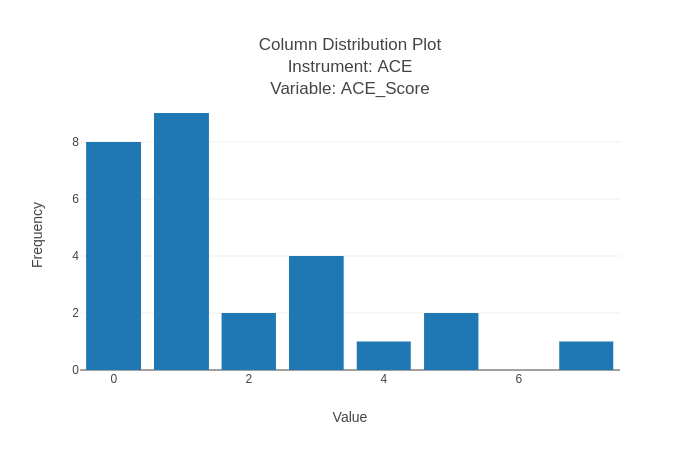 Column Distribution Plot
Instrument: ACE
Variable: ACE_Score
8
6
4
2
0
Frequency
0 2 4 6
Value